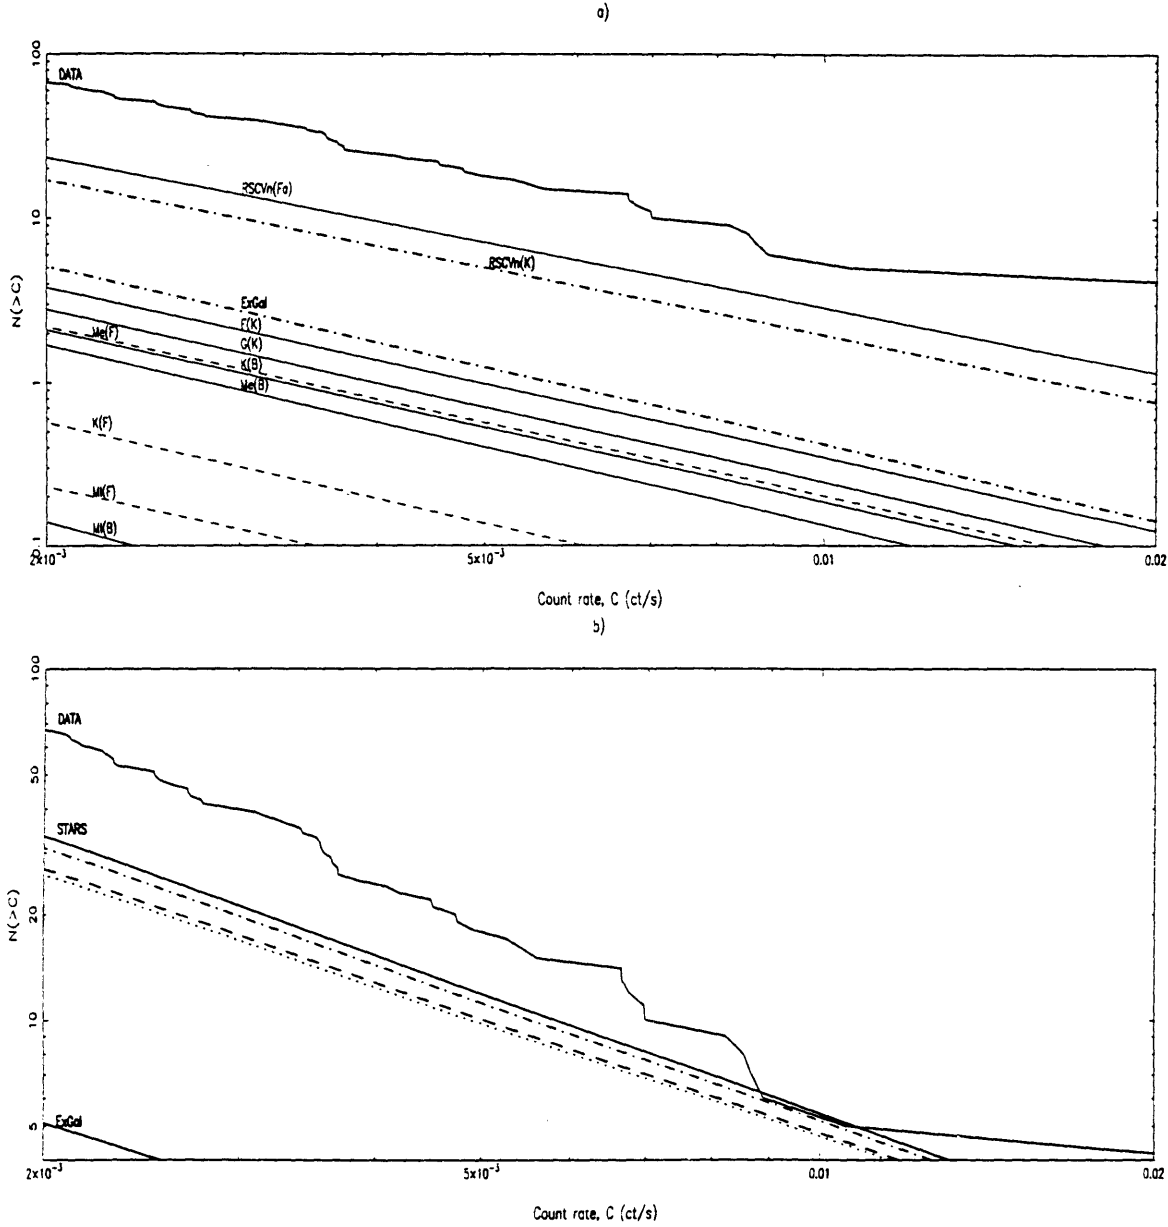 a)
100
DATA
RSCVn(Fa)
10
RSCVn(K)
N(>C)
ExGal
F(K)
G(K)
Me(F)
K(B)
1
Me(B)
K(F)
M(F)
M(B)
.1
2x10⁻³
5x10⁻³
0.01
0.02
Count rate, C (ct/s)
b)
100
DATA
50
STARS
20
N(>C)
10
ExGal
5
2x10⁻³
5x10⁻³
0.01
0.02
Count rate, C (ct/s)